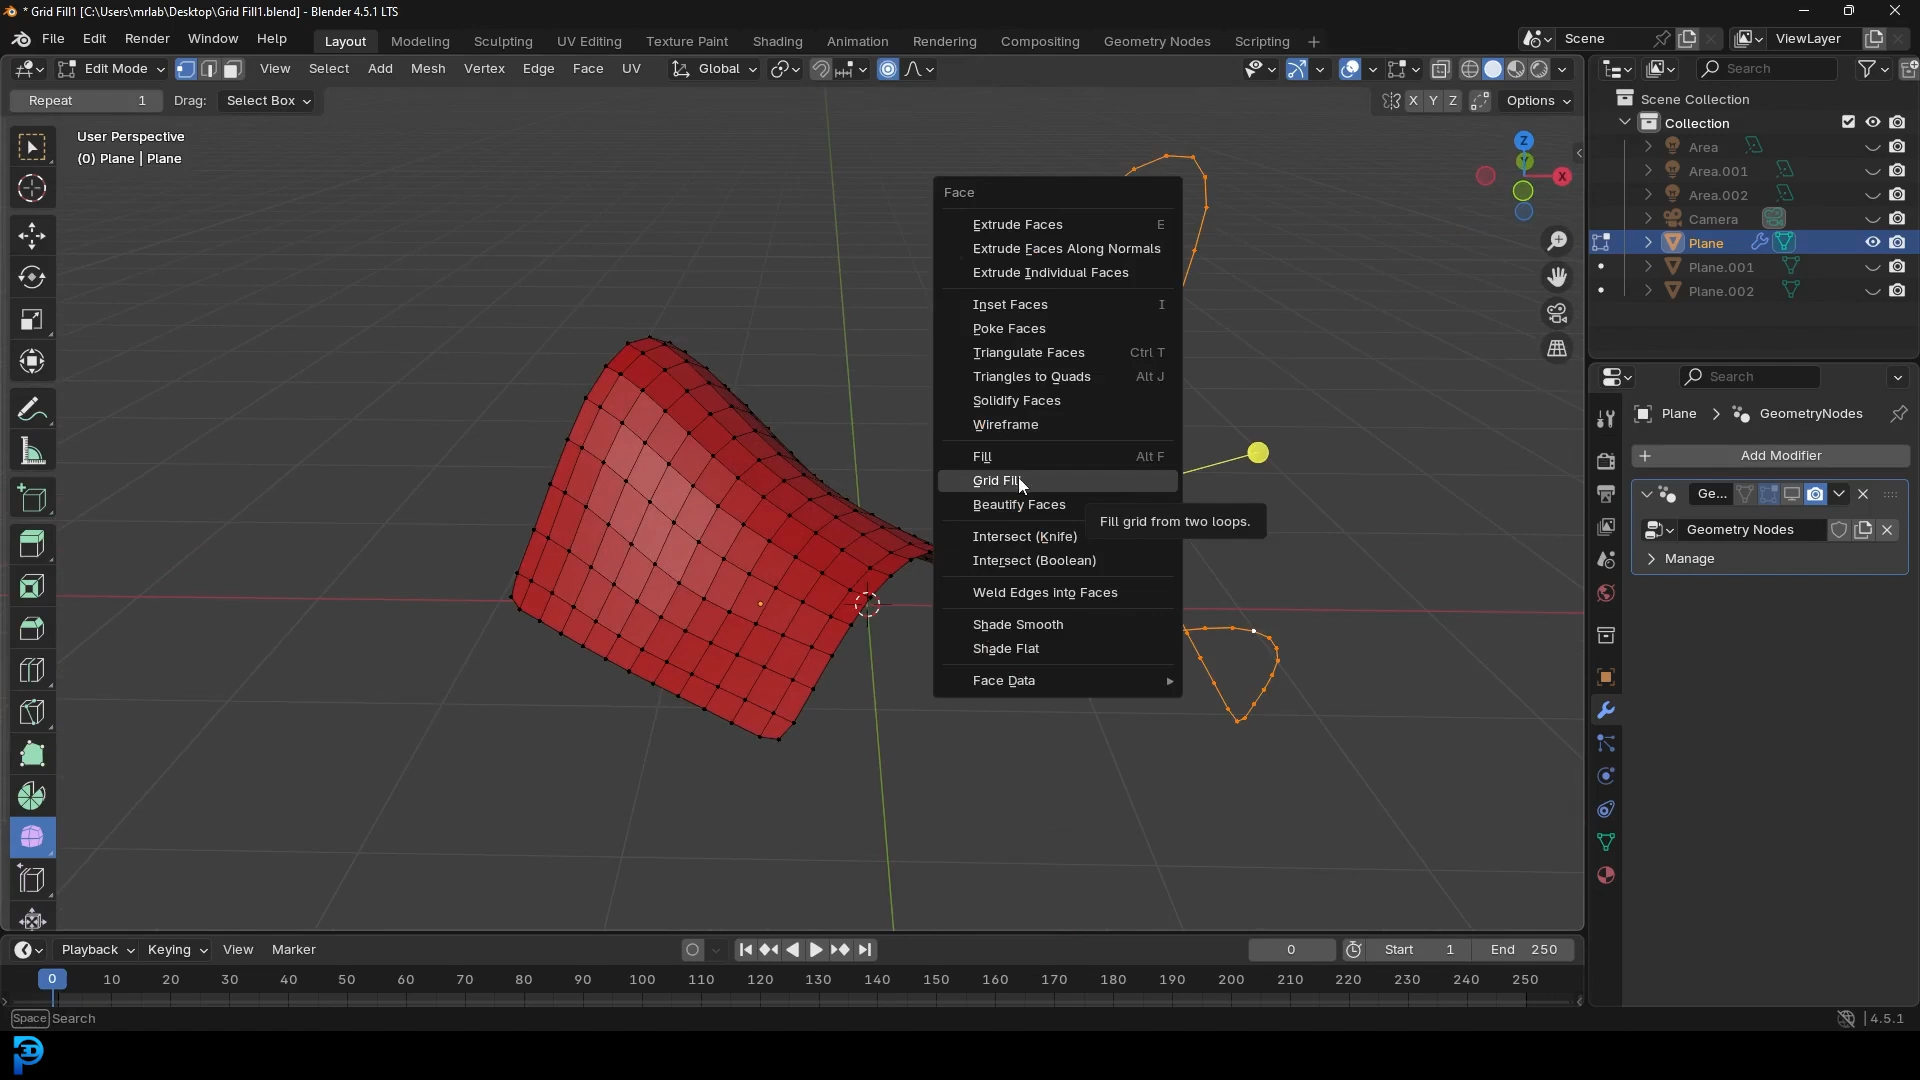 * Grid Fill1 [C:\Users\mrlab\Desktop\Grid Fill1.blend] - Blender 4.5.1 LTS
File Edit Render Window Help
Layout Modeling Sculpting UV Editing Texture Paint Shading Animation Rendering Compositing Geometry Nodes Scripting +
Scene
ViewLayer
Edit Mode
View Select Add Mesh Vertex Edge Face UV
Global
Search
Repeat 1
Drag: Select Box
X Y Z
Options
User Perspective
(0) Plane | Plane
Z
Y
X
Face
Extrude Faces E
Extrude Faces Along Normals
Extrude Individual Faces
Inset Faces I
Poke Faces
Triangulate Faces Ctrl T
Triangles to Quads Alt J
Solidify Faces
Wireframe
Fill Alt F
Grid Fill
Beautify Faces
Fill grid from two loops.
Intersect (Knife)
Intersect (Boolean)
Weld Edges into Faces
Shade Smooth
Shade Flat
Face Data
Scene Collection
Collection
Area
Area.001
Area.002
Camera
Plane
Plane.001
Plane.002
Search
Plane > GeometryNodes
+ Add Modifier
Ge...
Geometry Nodes
Manage
Playback Keying View Marker
0
Start 1
End 250
0 10 20 30 40 50 60 70 80 90 100 110 120 130 140 150 160 170 180 190 200 210 220 230 240 250
Space Search
4.5.1
3D